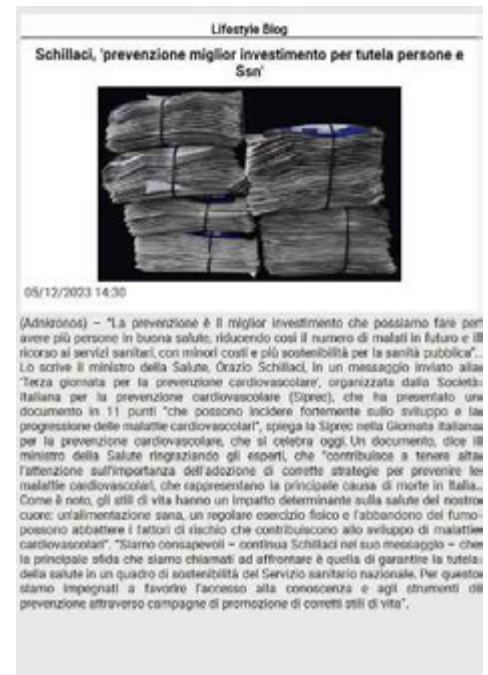 Lifestyle Blog
Schillaci, 'prevenzione miglior investimento per tutela persone e
Ssn'
05/12/2023 14:30
(Adnkronos) – "La prevenzione è il miglior investimento che possiamo fare per
avere più persone in buona salute, riducendo così il numero di malati in futuro e il
ricorso ai servizi sanitari, con minori costi e più sostenibilità per la sanità pubblica".
Lo scrive il ministro della Salute, Orazio Schillaci, in un messaggio inviato alla
'Terza giornata per la prevenzione cardiovascolare', organizzata dalla Società
italiana per la prevenzione cardiovascolare (Siprec), che ha presentato un
documento in 11 punti "che possono incidere fortemente sullo sviluppo e la
progressione delle malattie cardiovascolari", spiega la Siprec nella Giornata italiana
per la prevenzione cardiovascolare, che si celebra oggi. Un documento, dice il
ministro della Salute ringraziando gli esperti, che "contribuisce a tenere alta
l'attenzione sull'importanza dell'adozione di corrette strategie per prevenire le
malattie cardiovascolari, che rappresentano la principale causa di morte in Italia.
Come è noto, gli stili di vita hanno un impatto determinante sulla salute del nostro
cuore: un'alimentazione sana, un regolare esercizio fisico e l'abbandono del fumo
possono abbattere i fattori di rischio che contribuiscono allo sviluppo di malattie
cardiovascolari". "Siamo consapevoli – continua Schillaci nel suo messaggio – che
la principale sfida che siamo chiamati ad affrontare è quella di garantire la tutela
della salute in un quadro di sostenibilità del Servizio sanitario nazionale. Per questo
siamo impegnati a favorire l'accesso alla conoscenza e agli strumenti di
prevenzione attraverso campagne di promozione di corretti stili di vita".